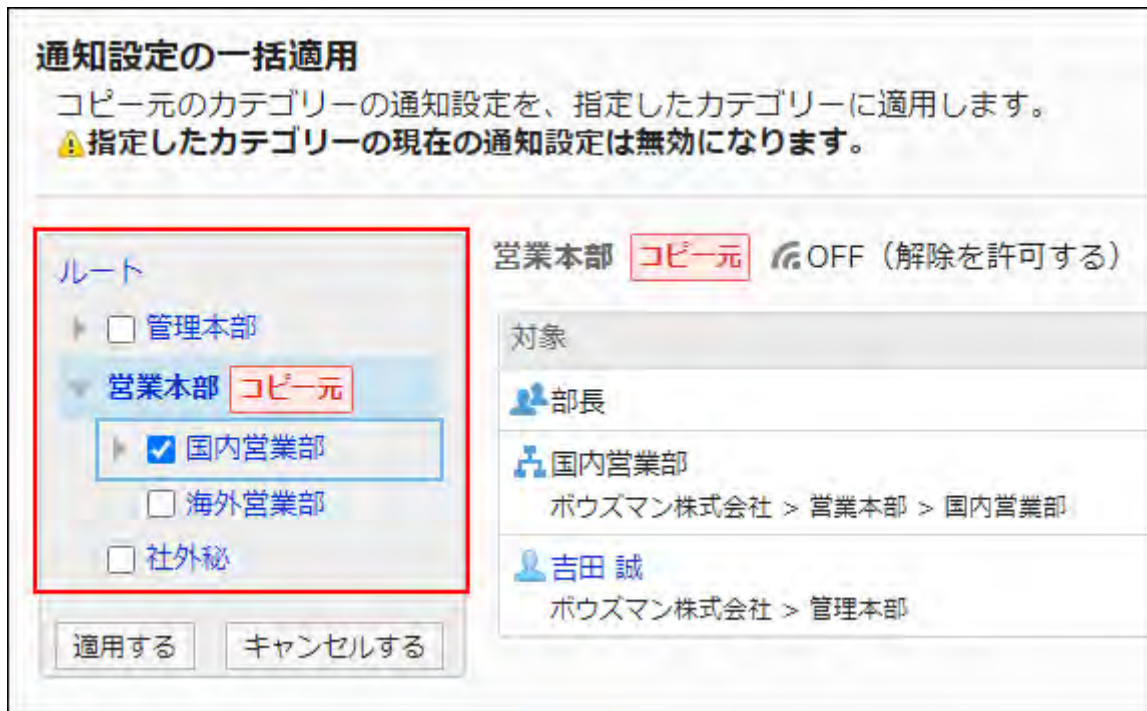 通知設定の一括適用
コピー元のカテゴリーの通知設定を、指定したカテゴリーに適用します。
指定したカテゴリーの現在の通知設定は無効になります。
ルート
管理本部
営業本部 コピー元
国内営業部
海外営業部
社外秘
適用する キャンセルする
営業本部 コピー元 OFF（解除を許可する）
対象
部長
国内営業部
ボウズマン株式会社 > 営業本部 > 国内営業部
吉田 誠
ボウズマン株式会社 > 管理本部